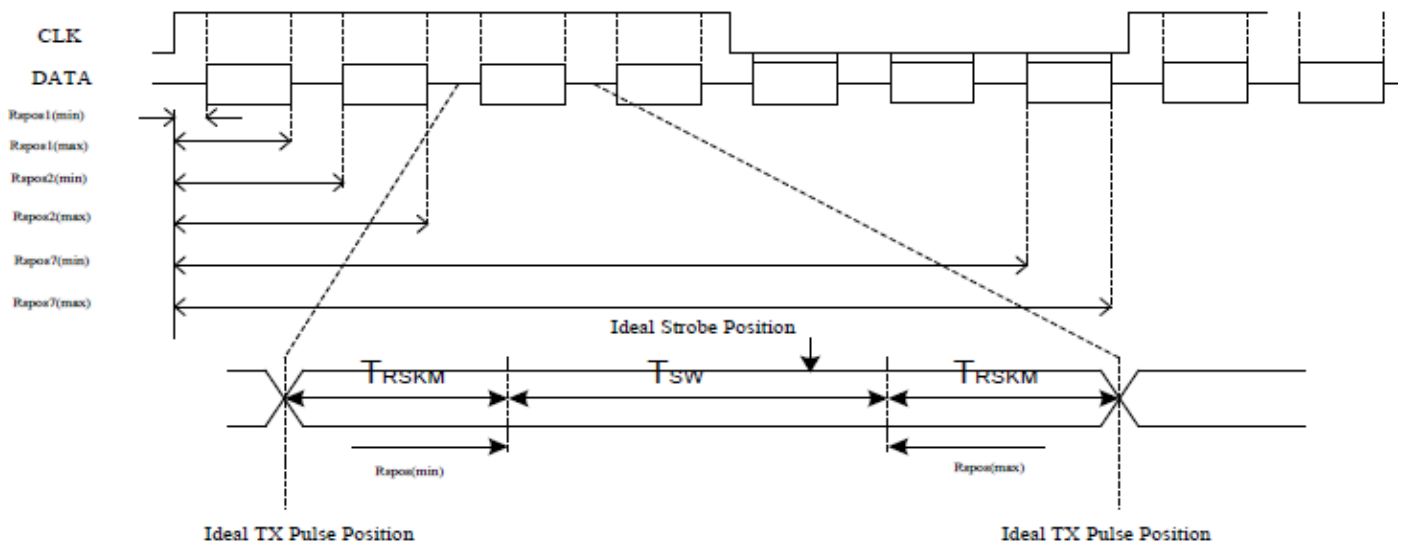 CLK
DATA
Rspos1(min)
Rspos1(max)
Rspos2(min)
Rspos2(max)
Rspos7(min)
Rspos7(max)
Ideal Strobe Position
TRSKM TSW TRSKM
Rspos(min) Rspos(max)
Ideal TX Pulse Position Ideal TX Pulse Position